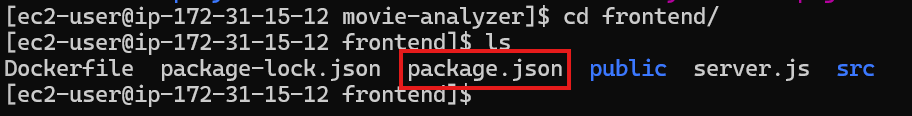 [ec2-user@ip-172-31-15-12 movie-analyzer]$ cd frontend/
[ec2-user@ip-172-31-15-12 frontend]$ ls
Dockerfile  package-lock.json  package.json  public  server.js  src
[ec2-user@ip-172-31-15-12 frontend]$